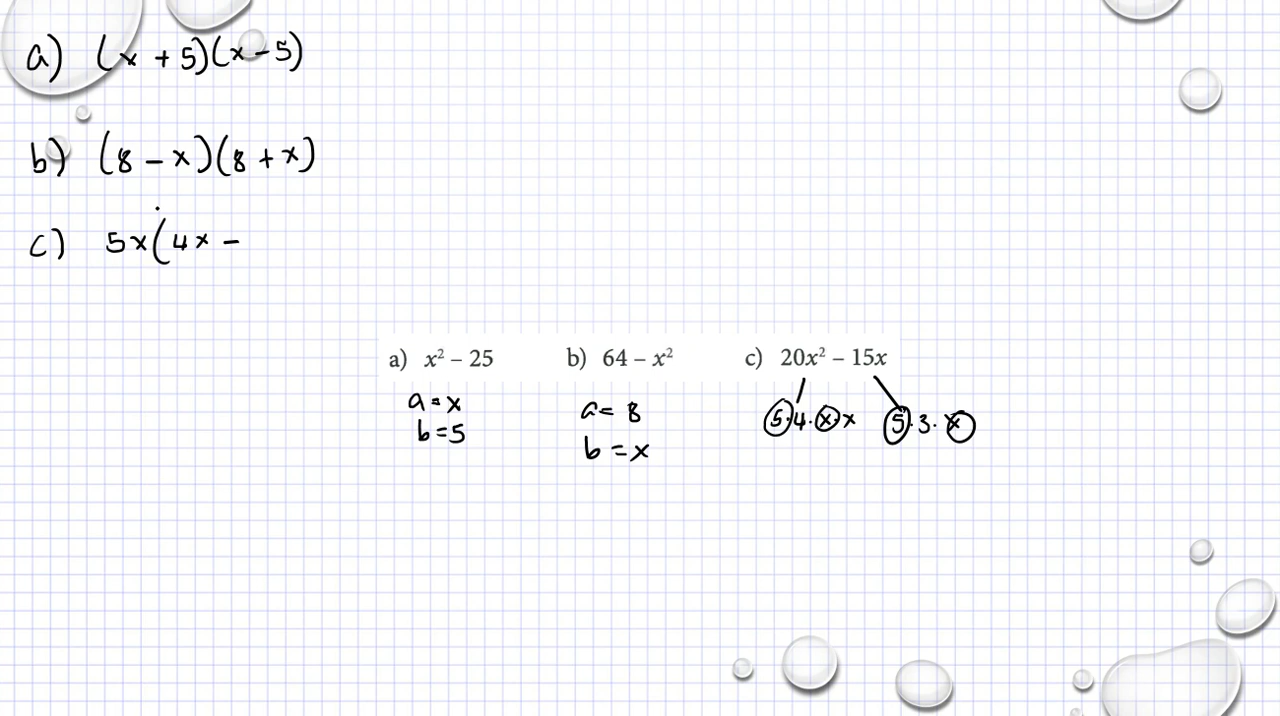 a) (x + 5)(x - 5)
b) (8 - x)(8 + x)
c) 5x(4x -
a) x² – 25 b) 64 – x² c) 20x² – 15x
a = x a = 8 5·4·x·x 5·3·x
b = 5 b = x